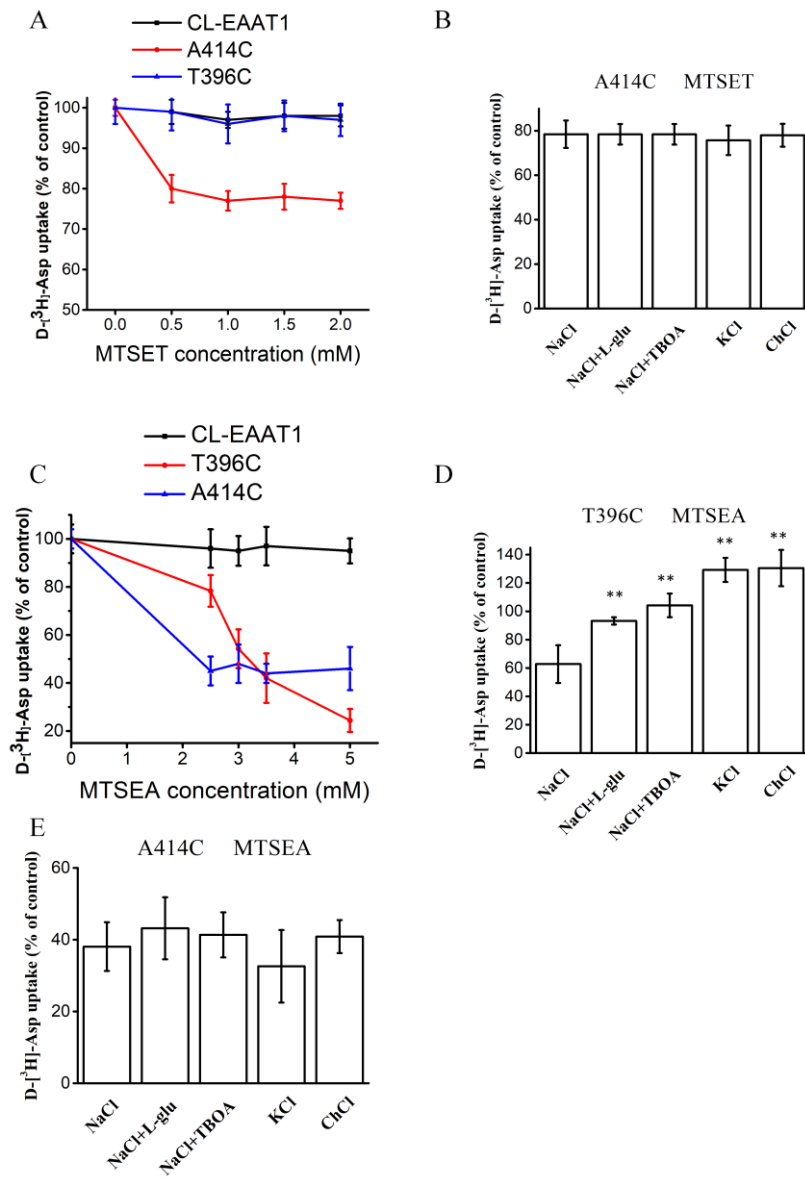 A
CL-EAAT1
A414C
T396C
D-[³H]-Asp uptake (% of control)
100
90
80
70
60
50
0.0 0.5 1.0 1.5 2.0
MTSET concentration (mM)
B
A414C MTSET
D-[³H]-Asp uptake (% of control)
80
60
40
20
0
NaCl NaCl+L-glu NaCl+TBOA KCl ChCl
C
CL-EAAT1
T396C
A414C
D-[³H]-Asp uptake (% of control)
100
80
60
40
20
0 1 2 3 4 5
MTSEA concentration (mM)
D
T396C MTSEA
D-[³H]-Asp uptake (% of control)
140
120
100
80
60
40
20
0
** ** ** **
NaCl NaCl+L-glu NaCl+TBOA KCl ChCl
E
A414C MTSEA
D-[³H]-Asp uptake (% of control)
60
40
20
0
NaCl NaCl+L-glu NaCl+TBOA KCl ChCl